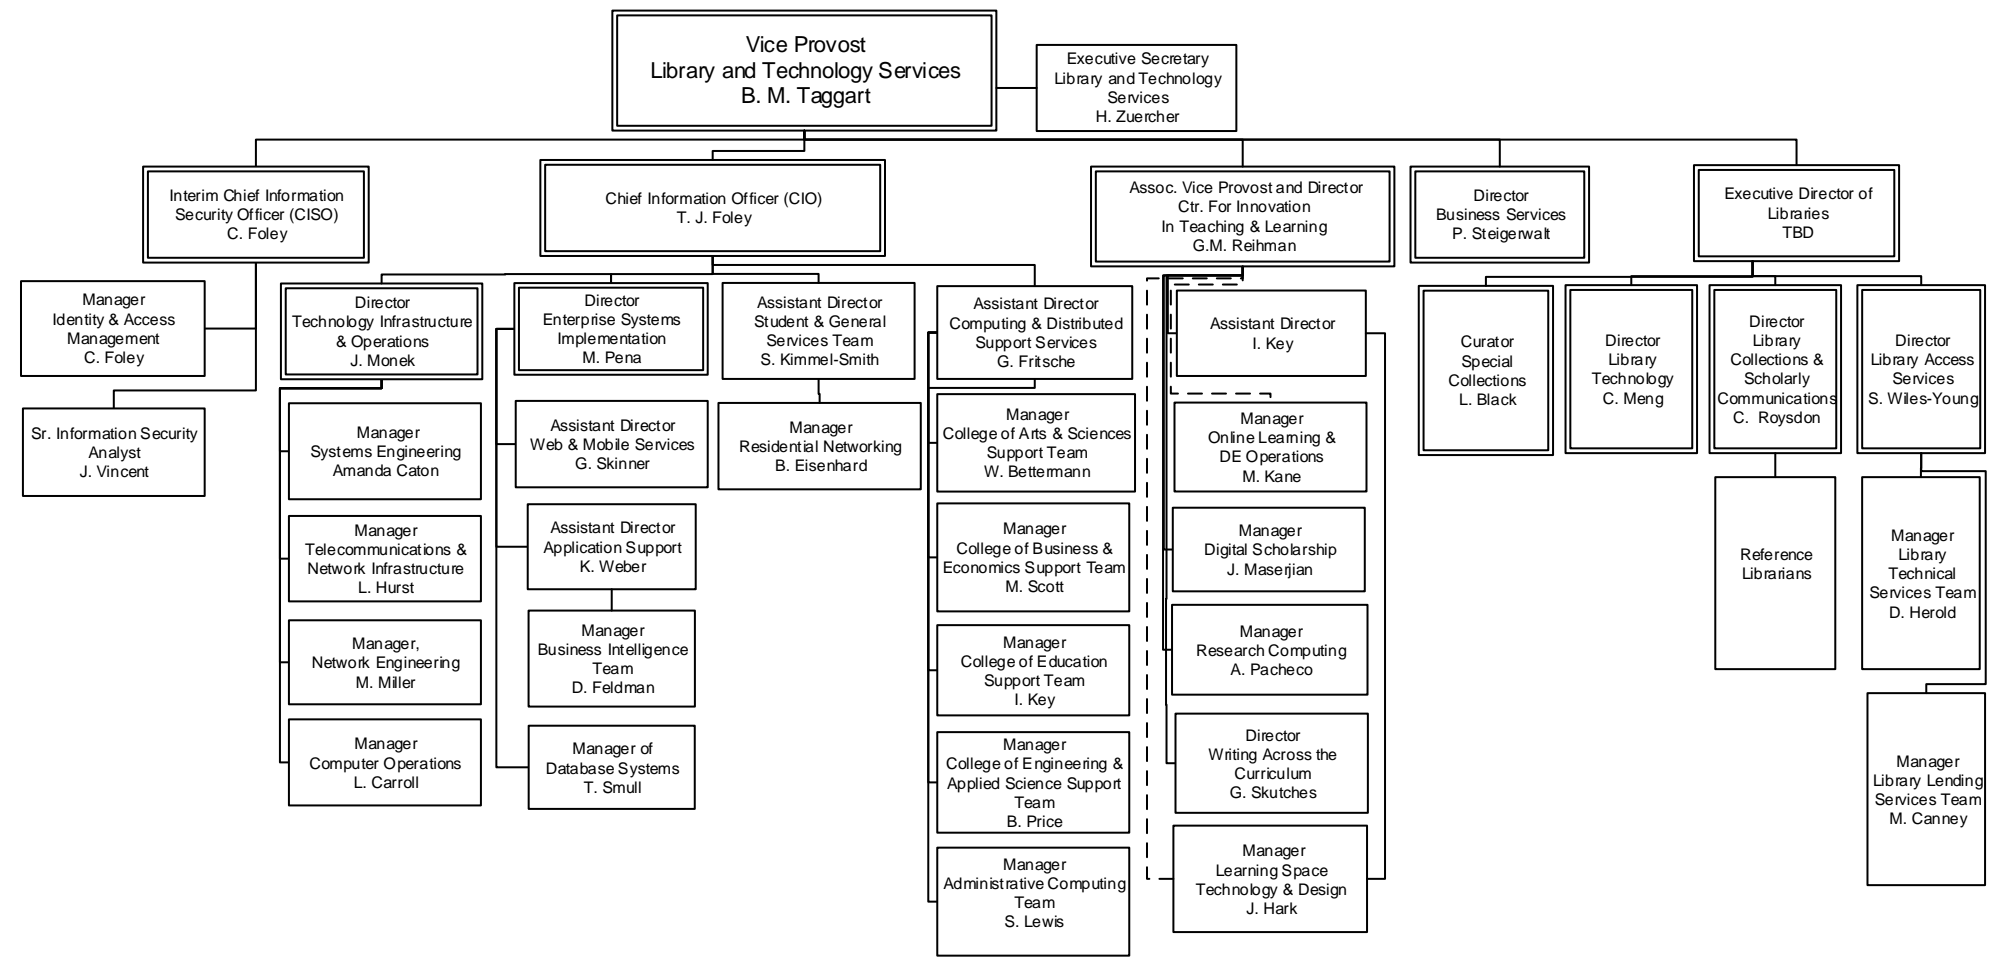 Vice Provost
Library and Technology Services
B. M. Taggart
Executive Secretary
Library and Technology
Services
H. Zuercher
Interim Chief Information
Security Officer (CISO)
C. Foley
Chief Information Officer (CIO)
T. J. Foley
Assoc. Vice Provost and Director
Ctr. For Innovation
In Teaching & Learning
G.M. Reihman
Director
Business Services
P. Steigerwalt
Executive Director of
Libraries
TBD
Manager
Identity & Access
Management
C. Foley
Sr. Information Security
Analyst
J. Vincent
Director
Technology Infrastructure
& Operations
J. Monek
Manager
Systems Engineering
Amanda Caton
Manager
Telecommunications &
Network Infrastructure
L. Hurst
Manager,
Network Engineering
M. Miller
Manager
Computer Operations
L. Carroll
Director
Enterprise Systems
Implementation
M. Pena
Assistant Director
Web & Mobile Services
G. Skinner
Assistant Director
Application Support
K. Weber
Manager
Business Intelligence
Team
D. Feldman
Manager of
Database Systems
T. Smull
Assistant Director
Student & General
Services Team
S. Kimmel-Smith
Manager
Residential Networking
B. Eisenhard
Assistant Director
Computing & Distributed
Support Services
G. Fritsche
Manager
College of Arts & Sciences
Support Team
W. Bettermann
Manager
College of Business &
Economics Support Team
M. Scott
Manager
College of Education
Support Team
I. Key
Manager
College of Engineering &
Applied Science Support
Team
B. Price
Manager
Administrative Computing
Team
S. Lewis
Assistant Director
I. Key
Manager
Online Learning &
DE Operations
M. Kane
Manager
Digital Scholarship
J. Maserjian
Manager
Research Computing
A. Pacheco
Director
Writing Across the
Curriculum
G. Skutches
Manager
Learning Space
Technology & Design
J. Hark
Curator
Special
Collections
L. Black
Director
Library
Technology
C. Meng
Director
Library
Collections &
Scholarly
Communications
C. Roysdon
Reference
Librarians
Director
Library Access
Services
S. Wiles-Young
Manager
Library
Technical
Services Team
D. Herold
Manager
Library Lending
Services Team
M. Canney